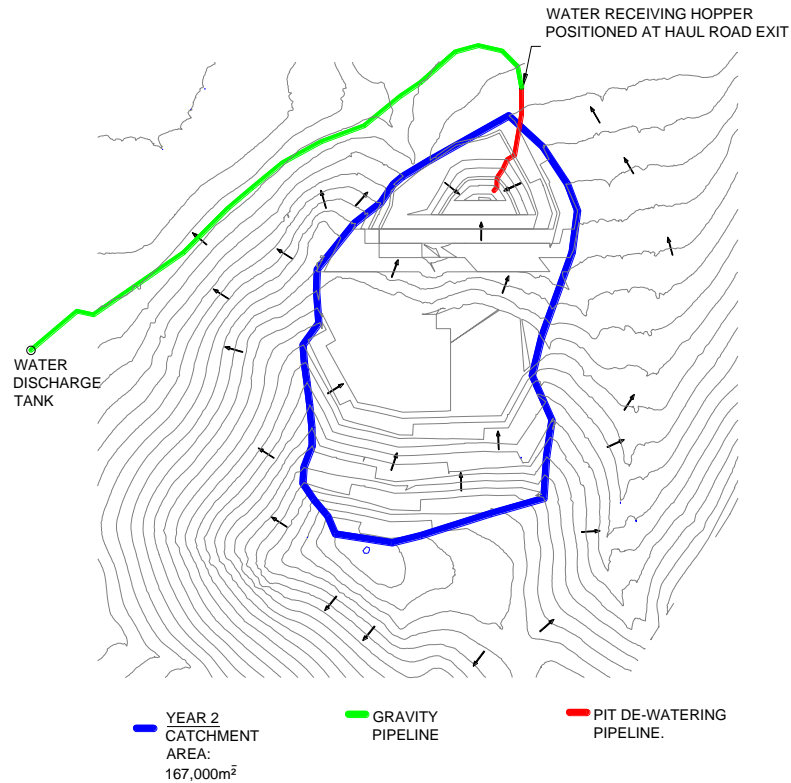 WATER RECEIVING HOPPER
POSITIONED AT HAUL ROAD EXIT
WATER
DISCHARGE
TANK
YEAR 2
CATCHMENT
AREA:
167,000m²
GRAVITY
PIPELINE
PIT DE-WATERING
PIPELINE.